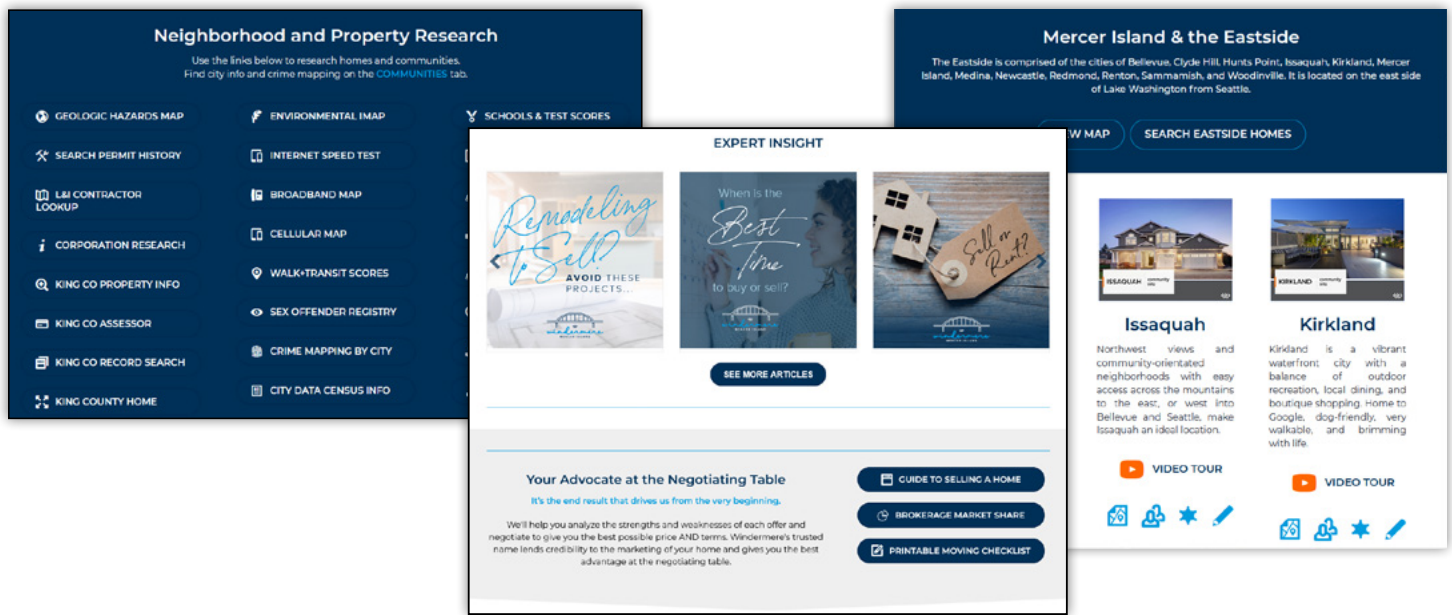 Neighborhood and Property Research
Use the links below to research homes and communities.
Find city info and crime mapping on the COMMUNITIES tab.
GEOLOGIC HAZARDS MAP
SEARCH PERMIT HISTORY
L&I CONTRACTOR
LOOKUP
CORPORATION RESEARCH
KING CO PROPERTY INFO
KING CO ASSESSOR
KING CO RECORD SEARCH
KING COUNTY HOME
ENVIRONMENTAL IMAP
INTERNET SPEED TEST
BROADBAND MAP
CELLULAR MAP
WALK+TRANSIT SCORES
SEX OFFENDER REGISTRY
CRIME MAPPING BY CITY
CITY DATA CENSUS INFO
SCHOOLS & TEST SCORES
EXPERT INSIGHT
Remodeling
to Sell?
AVOID THESE
PROJECTS...
windermere
MERCER ISLAND
When is the
Best
Time
to buy or sell?
windermere
MERCER ISLAND
Sell or
Rent?
windermere
MERCER ISLAND
SEE MORE ARTICLES
Your Advocate at the Negotiating Table
It's the end result that drives us from the very beginning.
We'll help you analyze the strengths and weaknesses of each offer and
negotiate to give you the best possible price AND terms. Windermere's trusted
name lends credibility to the marketing of your home and gives you the best
advantage at the negotiating table.
GUIDE TO SELLING A HOME
BROKERAGE MARKET SHARE
PRINTABLE MOVING CHECKLIST
Mercer Island & the Eastside
The Eastside is comprised of the cities of Bellevue, Clyde Hill, Hunts Point, Issaquah, Kirkland, Mercer
Island, Medina, Newcastle, Redmond, Renton, Sammamish, and Woodinville. It is located on the east side
of Lake Washington from Seattle.
EW MAP
SEARCH EASTSIDE HOMES
ISSAQUAH
community
Issaquah
Northwest views and
community-orientated
neighborhoods with easy
access across the mountains
to the east, or west into
Bellevue and Seattle, make
Issaquah an ideal location.
VIDEO TOUR
KIRKLAND
community
Kirkland
Kirkland is a vibrant
waterfront city with a
balance of outdoor
recreation, local dining, and
boutique shopping. Home to
Google, dog-friendly, very
walkable, and brimming
with life.
VIDEO TOUR